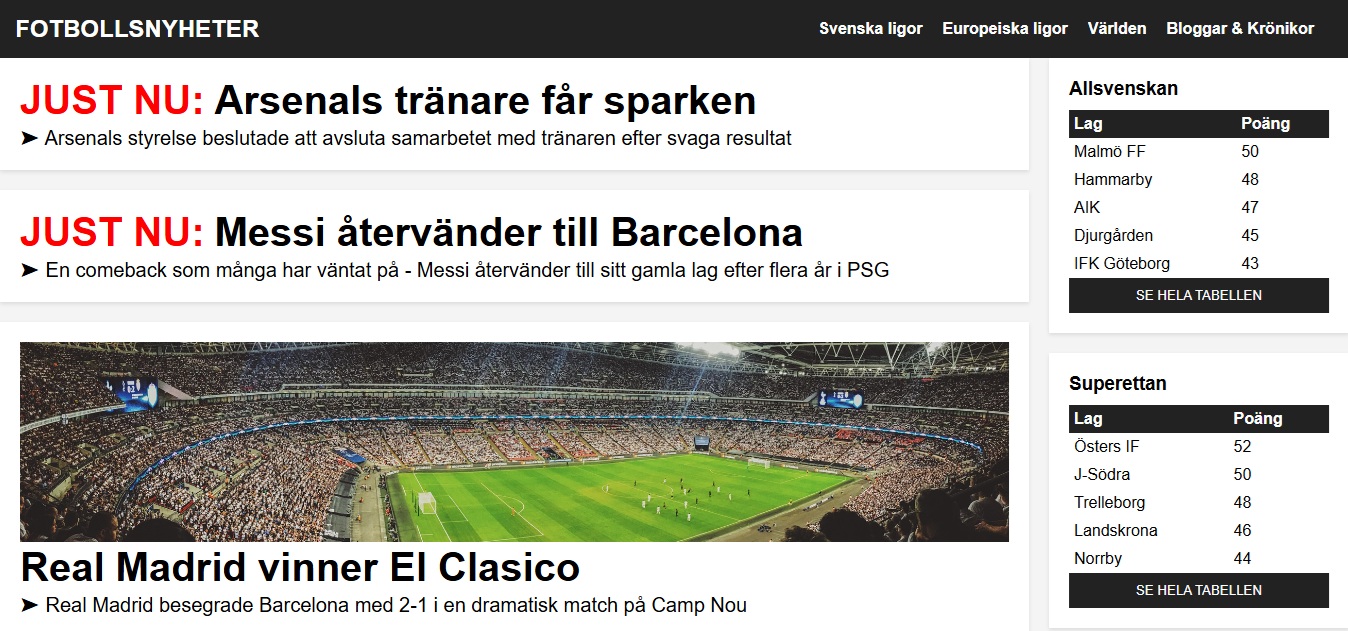 FOTBOLLSNYHETER
Svenska ligor Europeiska ligor Världen Bloggar & Krönikor
JUST NU: Arsenals tränare får sparken
➤ Arsenals styrelse beslutade att avsluta samarbetet med tränaren efter svaga resultat
JUST NU: Messi återvänder till Barcelona
➤ En comeback som många har väntat på - Messi återvänder till sitt gamla lag efter flera år i PSG
Real Madrid vinner El Clasico
➤ Real Madrid besegrade Barcelona med 2-1 i en dramatisk match på Camp Nou
Allsvenskan
Lag Poäng
Malmö FF 50
Hammarby 48
AIK 47
Djurgården 45
IFK Göteborg 43
SE HELA TABELLEN
Superettan
Lag Poäng
Östers IF 52
J-Södra 50
Trelleborg 48
Landskrona 46
Norrby 44
SE HELA TABELLEN